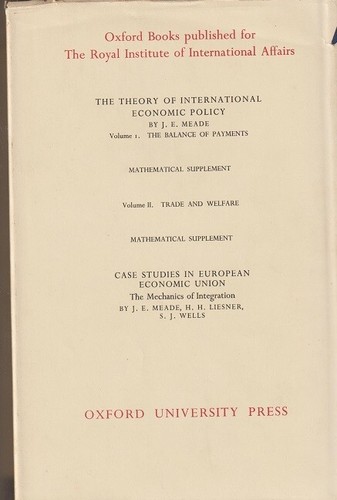 Oxford Books published for
The Royal Institute of International Affairs
THE THEORY OF INTERNATIONAL
ECONOMIC POLICY
BY J. E. MEADE
Volume I. THE BALANCE OF PAYMENTS
MATHEMATICAL SUPPLEMENT
Volume II. TRADE AND WELFARE
MATHEMATICAL SUPPLEMENT
CASE STUDIES IN EUROPEAN
ECONOMIC UNION
The Mechanics of Integration
BY J. E. MEADE, H. H. LIESNER,
S. J. WELLS
OXFORD UNIVERSITY PRESS